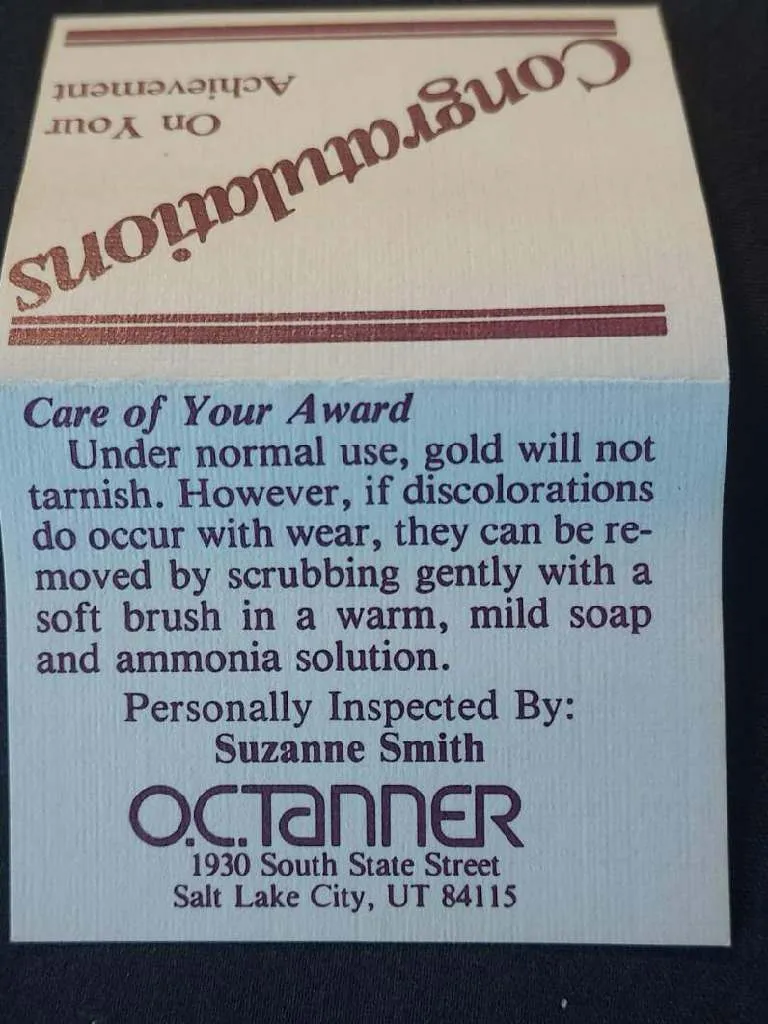 Congratulations
On Your
Achievement
Care of Your Award
Under normal use, gold will not
tarnish. However, if discolorations
do occur with wear, they can be re-
moved by scrubbing gently with a
soft brush in a warm, mild soap
and ammonia solution.
Personally Inspected By:
Suzanne Smith
O.C.TANNER
1930 South State Street
Salt Lake City, UT 84115